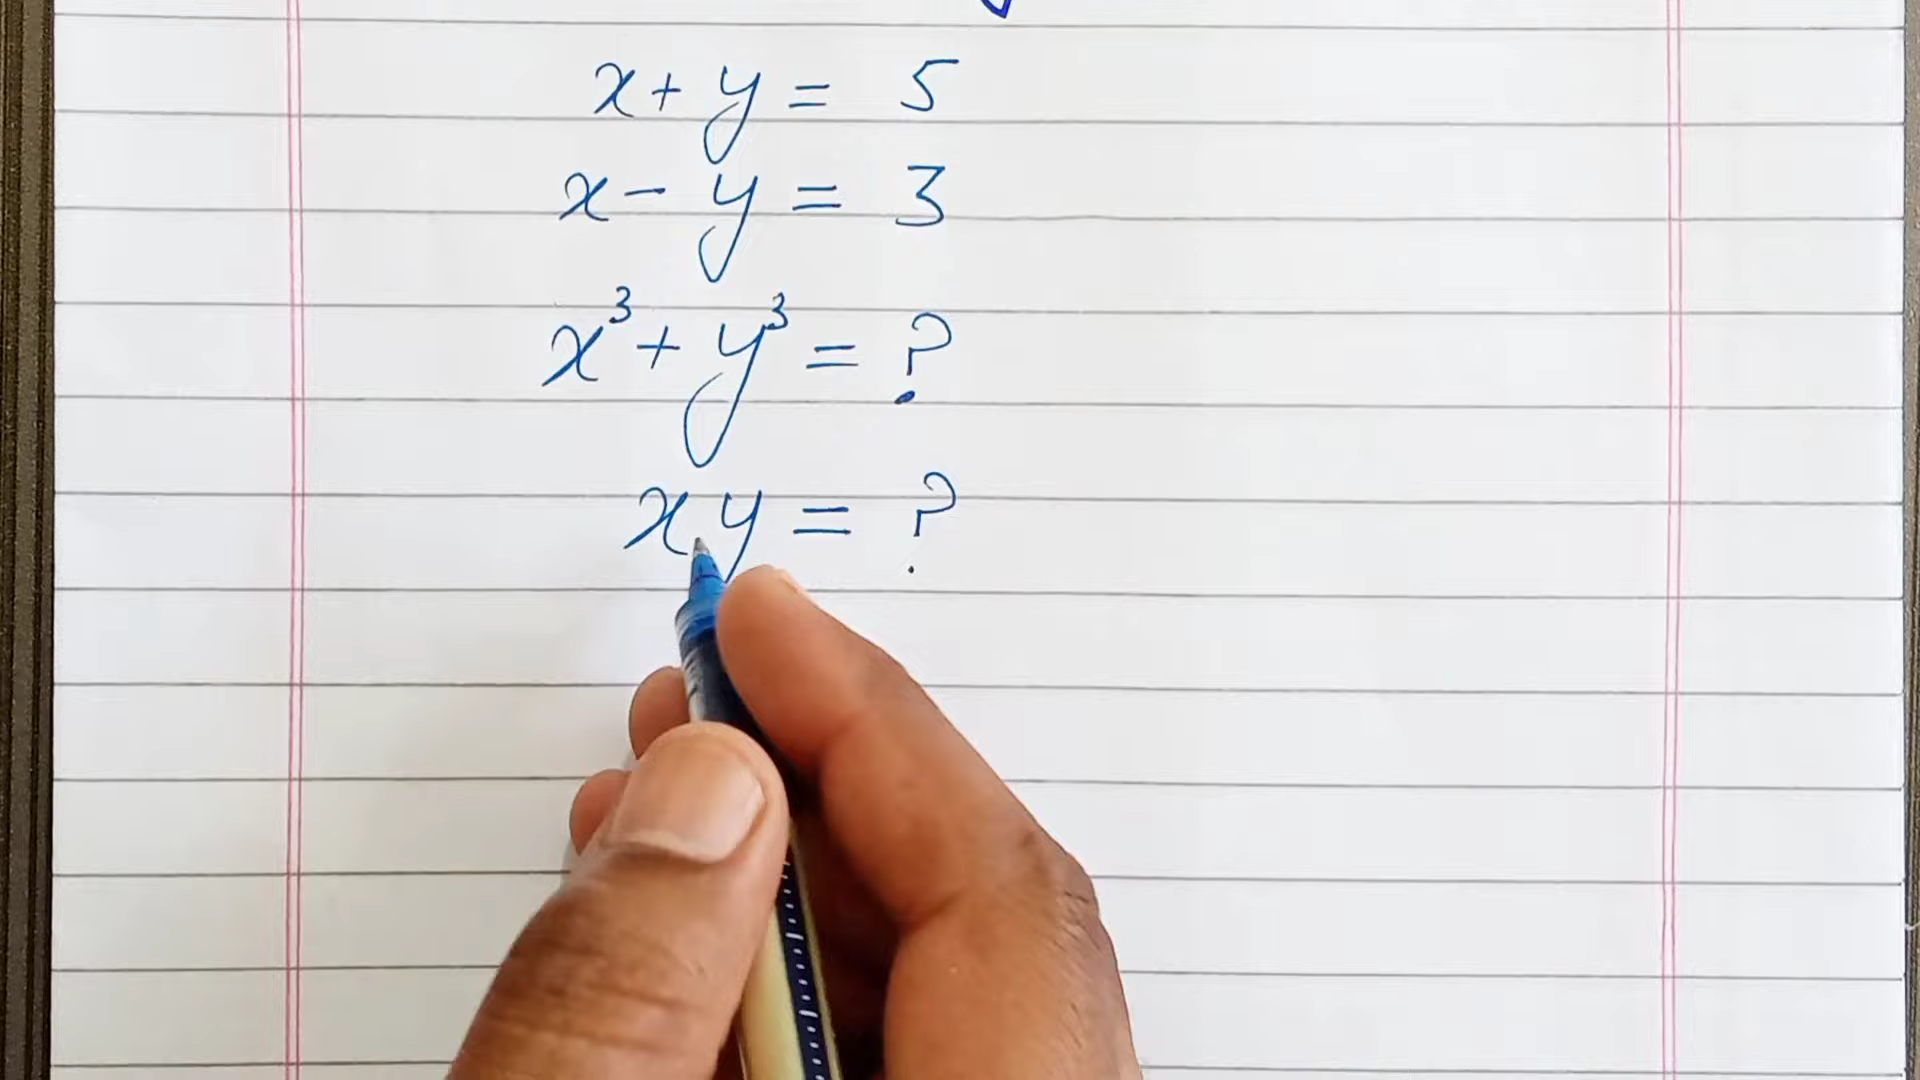 x + y = 5
x - y = 3
x³ + y³ = ?
xy = ?